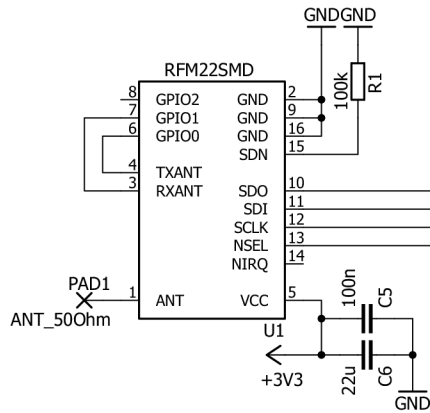 GND GND
RFM22SMD
8 GPIO2 GND 2
7 GPIO1 GND 9
6 GPIO0 GND 16
SDN 15
100k R1
4 TXANT
3 RXANT SDO 10
SDI 11
SCLK 12
NSEL 13
NIRQ 14
PAD1
1 ANT VCC 5
ANT_50Ohm
U1
100n C5
+3V3
22u C6
GND